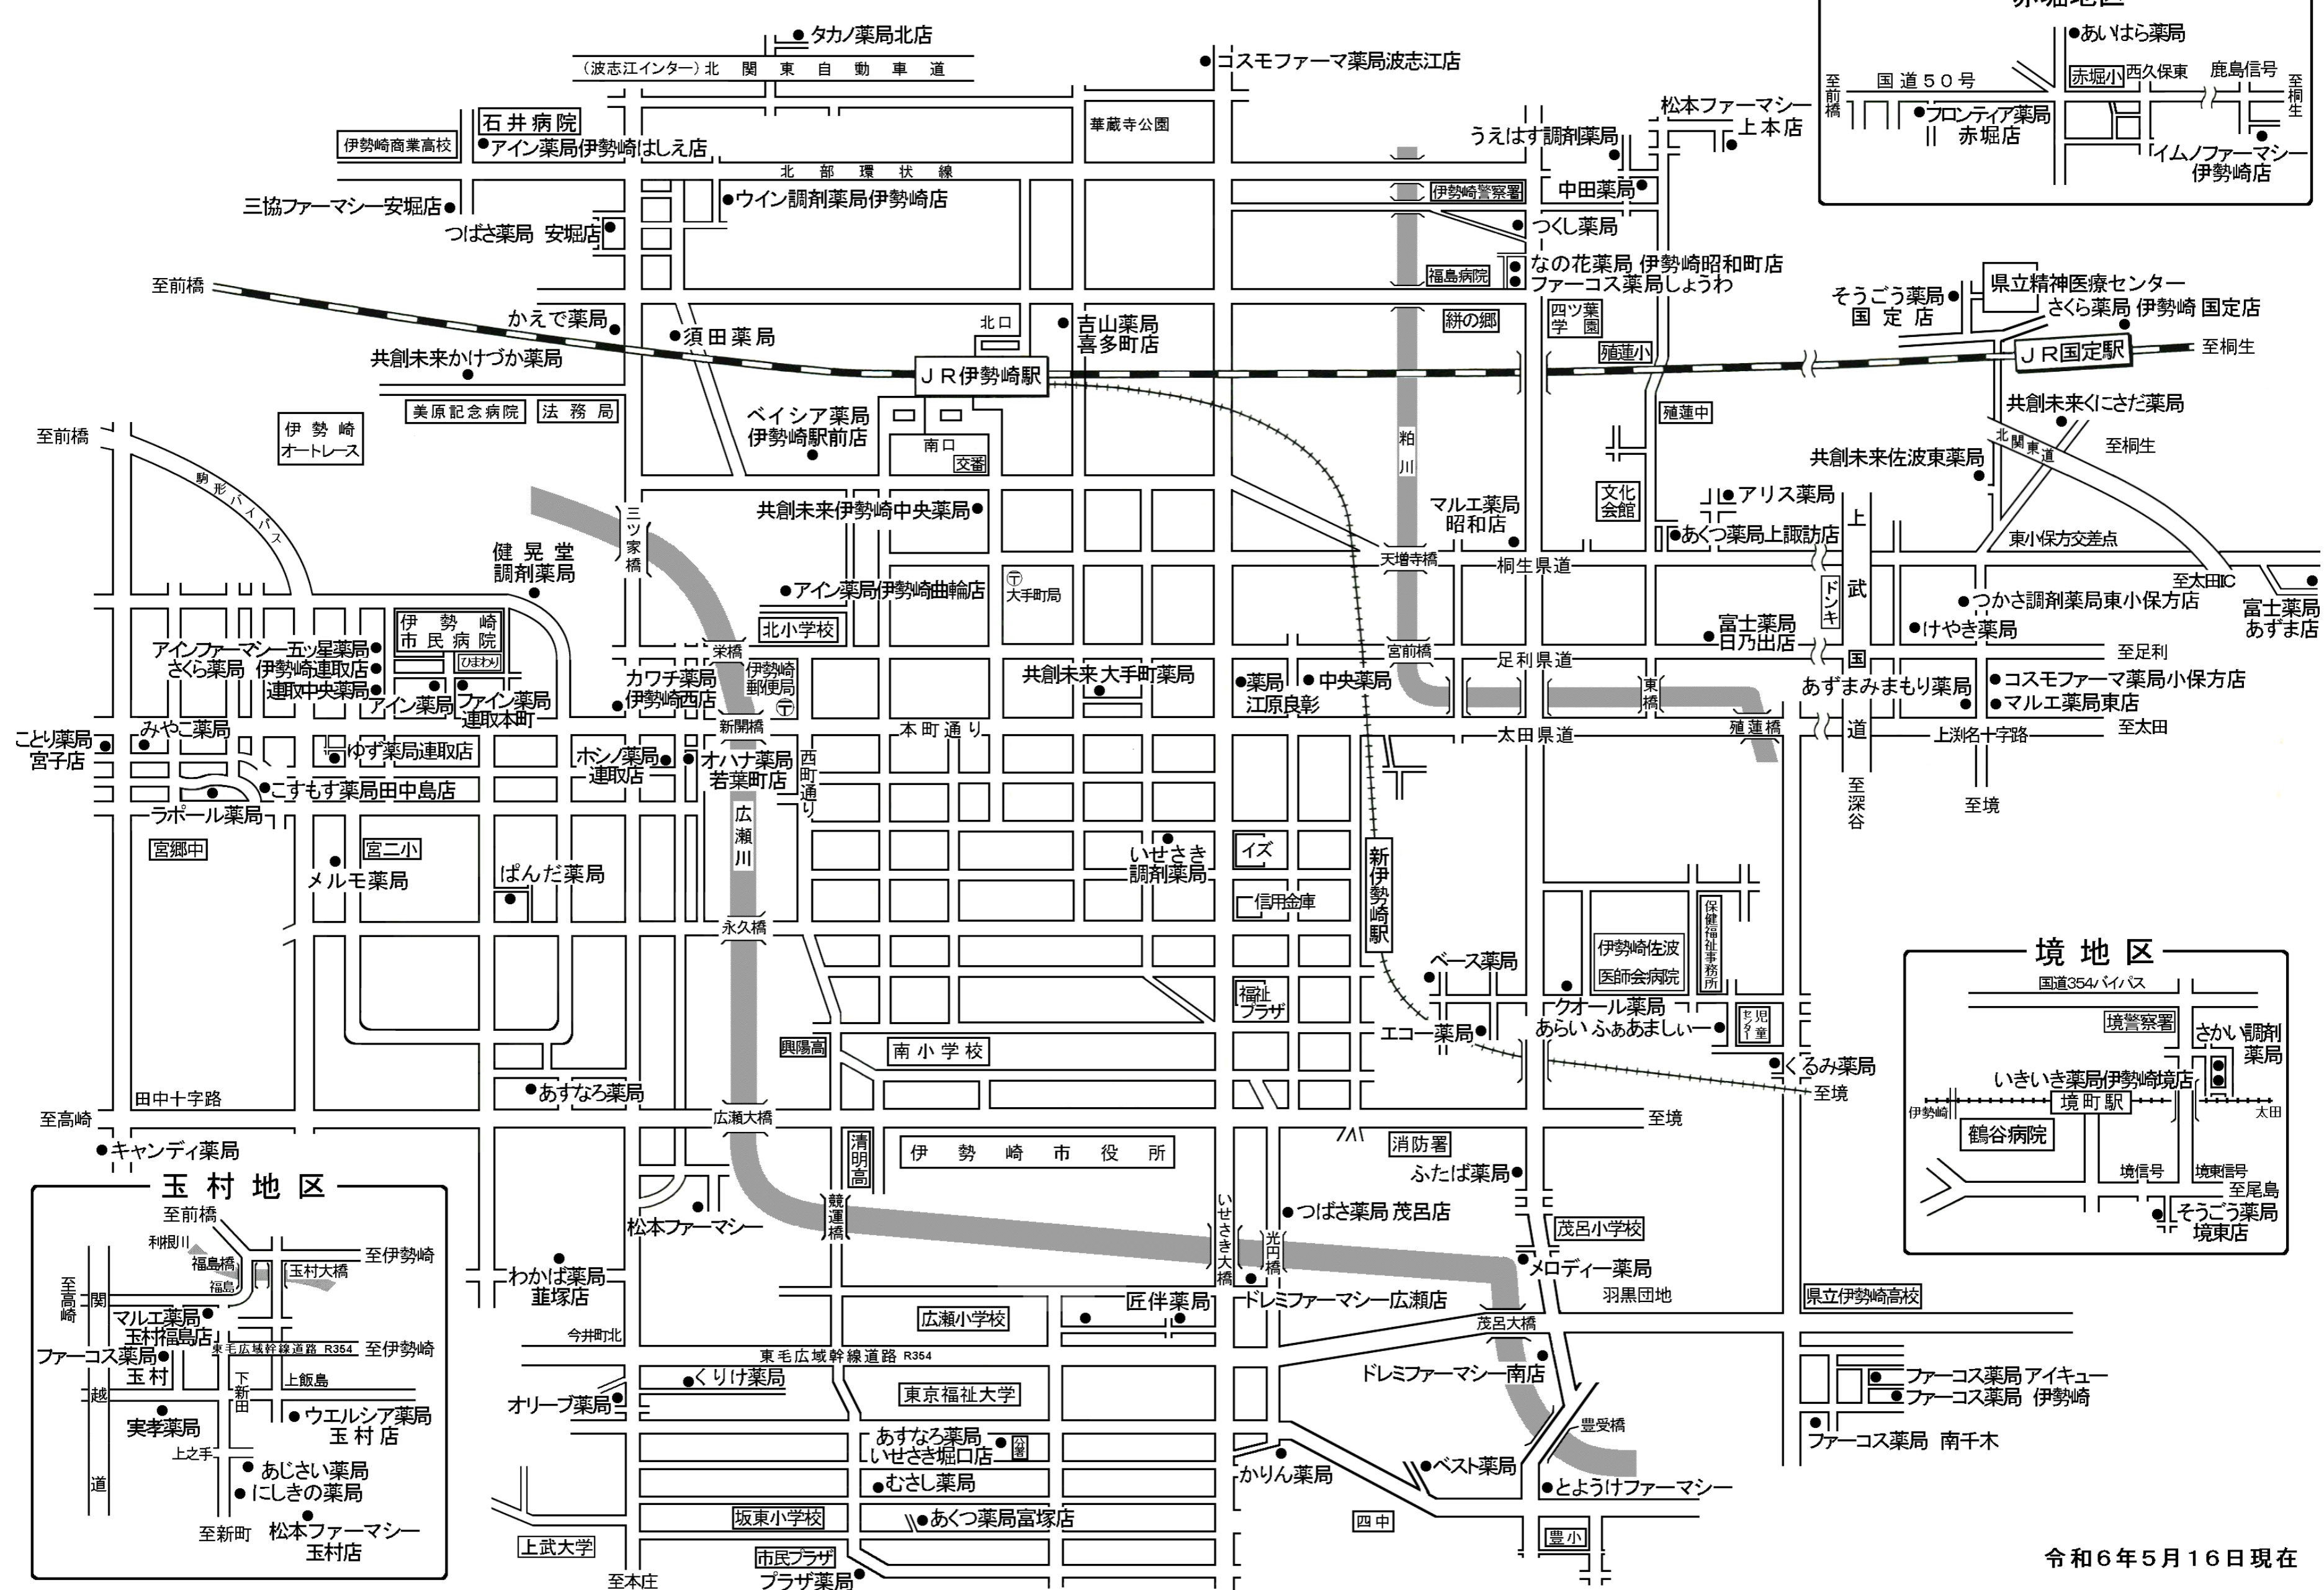 タカノ薬局北店
(波志江インター)北関東自動車道
コスモファーマ薬局波志江店
石井病院
伊勢崎商業高校
アイン薬局伊勢崎はしえ店
華蔵寺公園
うえはす調剤薬局
松本ファーマシー
上本店
北部環状線
三協ファーマシー安堀店
ウイン調剤薬局伊勢崎店
つばさ薬局 安堀店
伊勢崎警察署
中田薬局
つくし薬局
福島病院
なの花薬局 伊勢崎昭和町店
ファーコス薬局しょうわ
あいはら薬局
赤堀小
西久保東
鹿島信号
至前橋
国道50号
至桐生
フロンティア薬局
赤堀店
イムノファーマシー
伊勢崎店
至前橋
かえで薬局
須田薬局
北口
吉山薬局
喜多町店
絣の郷
四ツ葉
学園
殖蓮小
共創未来かけづか薬局
JR伊勢崎駅
県立精神医療センター
そうごう薬局
国定店
さくら薬局 伊勢崎 国定店
JR国定駅
至桐生
美原記念病院
法務局
伊勢崎
オートレース
ベイシア薬局
伊勢崎駅前店
南口
交番
粕川
殖蓮中
共創未来くにさだ薬局
北関東道
至桐生
共創未来佐波東薬局
至前橋
駒形バイパス
三ツ家橋
共創未来伊勢崎中央薬局
マルエ薬局
昭和店
文化
会館
アリス薬局
あくつ薬局上諏訪店
上武国道
東小保方交差点
健晃堂
調剤薬局
アイン薬局伊勢崎曲輪店
大手町局
天増寺橋
桐生県道
ドンキ
至太田IC
富士薬局
あずま店
つかさ調剤薬局東小保方店
けやき薬局
北小学校
伊勢崎
市民病院
ひまわり
アインファーマシー五ッ星薬局
さくら薬局 伊勢崎連取店
連取中央薬局
アイン薬局
ファイン薬局
連取本町
栄橋
カワチ薬局
伊勢崎西店
伊勢崎
郵便局
共創未来 大手町薬局
薬局
江原良彰
中央薬局
宮前橋
足利県道
東橋
富士薬局
日乃出店
至足利
あずまみまもり薬局
コスモファーマ薬局小保方店
マルエ薬局東店
みやこ薬局
ことり薬局
宮子店
ゆず薬局連取店
ホシノ薬局
連取店
新開橋
オハナ薬局
若葉町店
西町通り
本町通り
太田県道
殖蓮橋
上渕名十字路
至太田
至深谷
至境
こすもす薬局田中島店
ラポール薬局
宮郷中
宮二小
メルモ薬局
ぱんだ薬局
広瀬川
いせさき
調剤薬局
イズ
信用金庫
新伊勢崎駅
永久橋
福祉
プラザ
ベース薬局
伊勢崎佐波
医師会病院
保健福祉事務所
クオール薬局
あらい ふぁあましぃー
児童
センター
エコー薬局
くるみ薬局
至境
興陽高
南小学校
あすなろ薬局
田中十字路
至高崎
広瀬大橋
至境
キャンディ薬局
清明高
伊勢崎市役所
消防署
ふたば薬局
松本ファーマシー
競運橋
いせさき大橋
光円橋
つばさ薬局 茂呂店
茂呂小学校
メロディー薬局
わかば薬局
韮塚店
ドレミファーマシー広瀬店
匠伴薬局
広瀬小学校
羽黒団地
県立伊勢崎高校
茂呂大橋
今井町北
東毛広域幹線道路 R354
くりけ薬局
オリーブ薬局
東京福祉大学
ドレミファーマシー南店
ファーコス薬局 アイキュー
ファーコス薬局 伊勢崎
ファーコス薬局 南千木
豊受橋
あすなろ薬局
いせさき堀口店
むさし薬局
かりん薬局
ベスト薬局
とようけファーマシー
坂東小学校
あくつ薬局富塚店
四中
豊小
上武大学
市民プラザ
プラザ薬局
至本庄
境地区
国道354バイパス
境警察署
さかい調剤
薬局
いきいき薬局伊勢崎境店
伊勢崎
境町駅
太田
鶴谷病院
境信号
境東信号
至尾島
そうごう薬局
境東店
玉村地区
至前橋
利根川
福島橋
至伊勢崎
玉村大橋
福島
至高崎
関越道
マルエ薬局
玉村福島店
東毛広域幹線道路 R354
至伊勢崎
ファーコス薬局
玉村
下新田
上飯島
実孝薬局
ウエルシア薬局
玉村店
上之手
あじさい薬局
にしきの薬局
至新町
松本ファーマシー
玉村店
令和6年5月16日現在